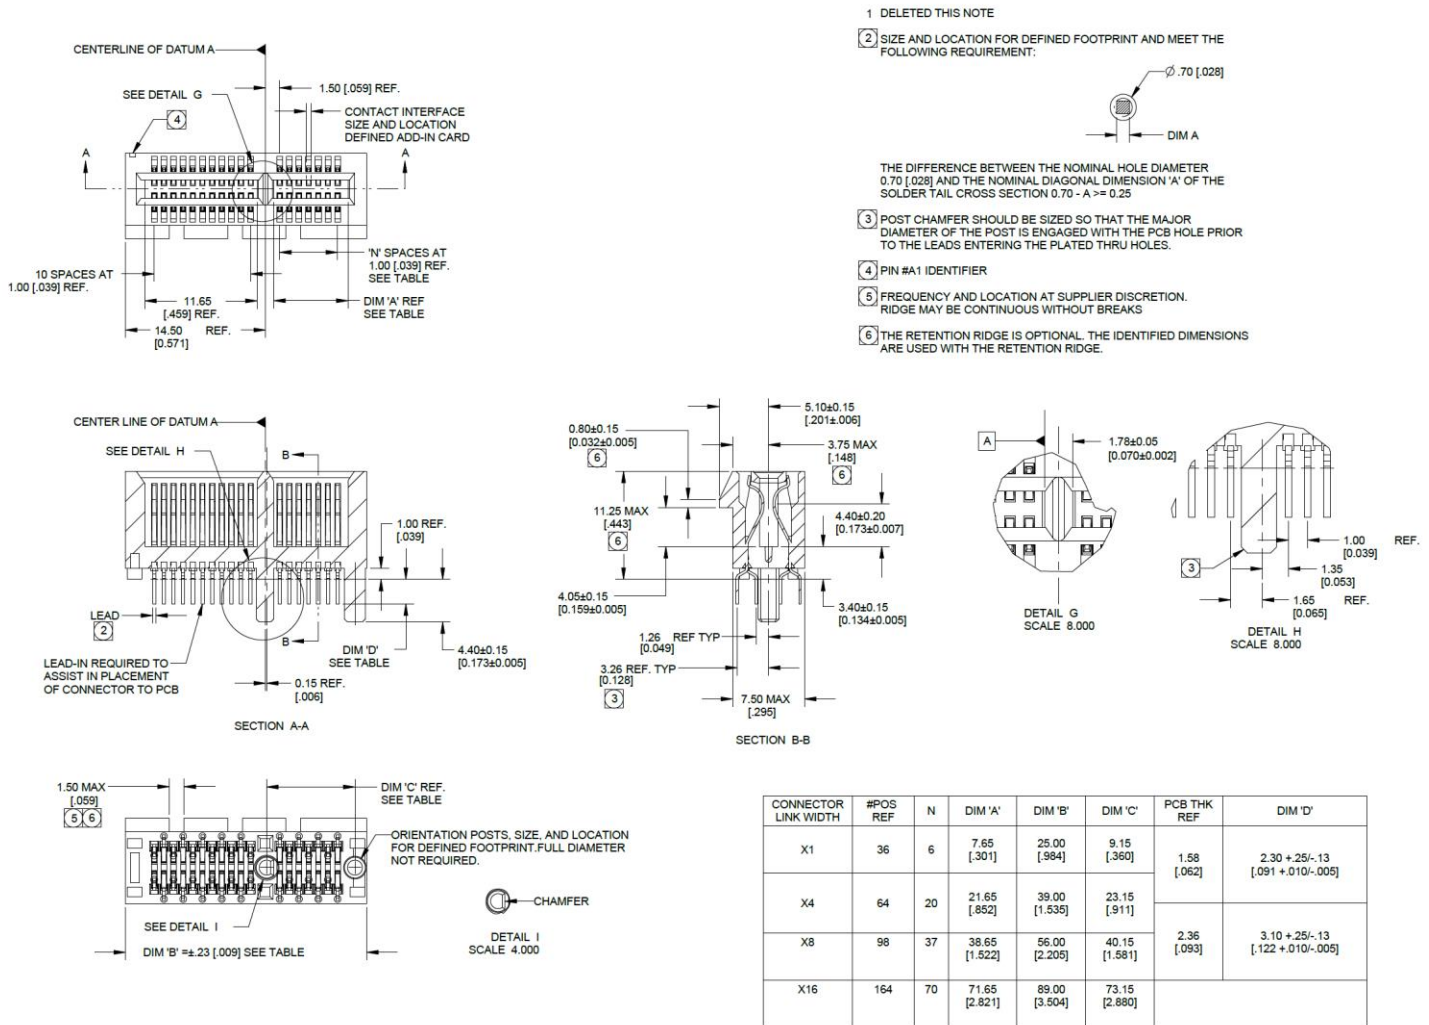 1 DELETED THIS NOTE
2 SIZE AND LOCATION FOR DEFINED FOOTPRINT AND MEET THE
FOLLOWING REQUIREMENT:
Ø .70 [.028]
DIM A
THE DIFFERENCE BETWEEN THE NOMINAL HOLE DIAMETER
0.70 [.028] AND THE NOMINAL DIAGONAL DIMENSION 'A' OF THE
SOLDER TAIL CROSS SECTION 0.70 - A >= 0.25
3 POST CHAMFER SHOULD BE SIZED SO THAT THE MAJOR
DIAMETER OF THE POST IS ENGAGED WITH THE PCB HOLE PRIOR
TO THE LEADS ENTERING THE PLATED THRU HOLES.
4 PIN #A1 IDENTIFIER
5 FREQUENCY AND LOCATION AT SUPPLIER DISCRETION.
RIDGE MAY BE CONTINUOUS WITHOUT BREAKS
6 THE RETENTION RIDGE IS OPTIONAL. THE IDENTIFIED DIMENSIONS
ARE USED WITH THE RETENTION RIDGE.
CENTERLINE OF DATUM A
1.50 [.059] REF.
SEE DETAIL G
4
CONTACT INTERFACE
SIZE AND LOCATION
DEFINED ADD-IN CARD
A
A
'N' SPACES AT
1.00 [.039] REF.
SEE TABLE
10 SPACES AT
1.00 [.039] REF.
11.65
[.459] REF.
DIM 'A' REF
SEE TABLE
14.50 REF.
[0.571]
CENTER LINE OF DATUM A
SEE DETAIL H
B
1.00 REF.
[.039]
LEAD
2
B
DIM 'D'
SEE TABLE
4.40±0.15
[0.173±0.005]
LEAD-IN REQUIRED TO
ASSIST IN PLACEMENT
OF CONNECTOR TO PCB
0.15 REF.
[.006]
SECTION A-A
5.10±0.15
[.201±.006]
0.80±0.15
[0.032±0.005]
6
3.75 MAX
[.148]
6
11.25 MAX
[.443]
6
4.40±0.20
[0.173±0.007]
4.05±0.15
[0.159±0.005]
3.40±0.15
[0.134±0.005]
1.26 REF TYP
[0.049]
3.26 REF. TYP
[0.128]
3
7.50 MAX
[.295]
SECTION B-B
A
1.78±0.05
[0.070±0.002]
DETAIL G
SCALE 8.000
3
1.00 REF.
[0.039]
1.35
[0.053]
1.65 REF.
[0.065]
DETAIL H
SCALE 8.000
1.50 MAX
[.059]
5 6
DIM 'C' REF.
SEE TABLE
ORIENTATION POSTS, SIZE, AND LOCATION
FOR DEFINED FOOTPRINT.FULL DIAMETER
NOT REQUIRED.
SEE DETAIL I
DIM 'B' =±.23 [.009] SEE TABLE
CHAMFER
DETAIL I
SCALE 4.000
CONNECTOR LINK WIDTH #POS REF N DIM 'A' DIM 'B' DIM 'C' PCB THK REF DIM 'D'
X1 36 6 7.65 [.301] 25.00 [.984] 9.15 [.360]
1.58 [.062] 2.30 +.25/-.13 [.091 +.010/-.005]
X4 64 20 21.65 [.852] 39.00 [1.535] 23.15 [.911]
2.36 [.093] 3.10 +.25/-.13 [.122 +.010/-.005]
X8 98 37 38.65 [1.522] 56.00 [2.205] 40.15 [1.581]
X16 164 70 71.65 [2.821] 89.00 [3.504] 73.15 [2.880]